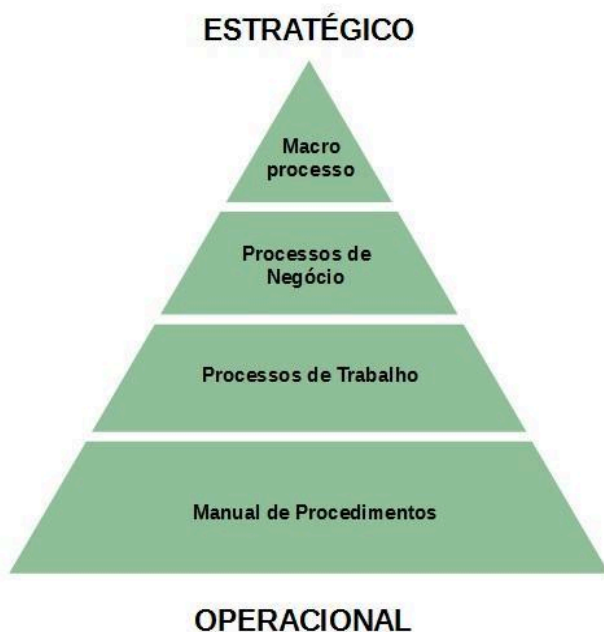 ESTRATÉGICO
Macro
processo
Processos de
Negócio
Processos de Trabalho
Manual de Procedimentos
OPERACIONAL